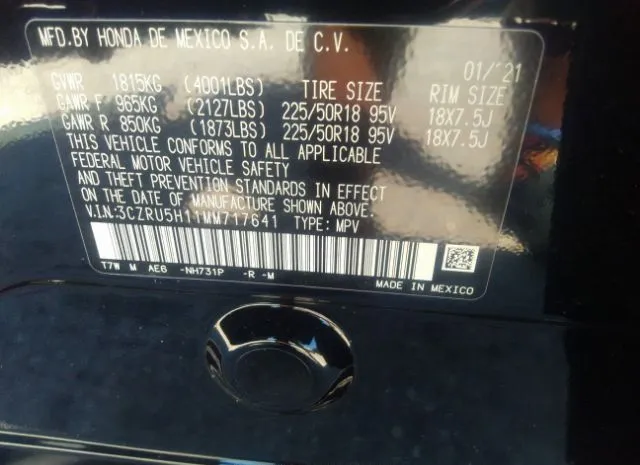 MFD.BY HONDA DE MEXICO S.A. DE C.V.
01/'21
GVWR 1815KG (4001LBS) TIRE SIZE RIM SIZE
GAWR F 965KG (2127LBS) 225/50R18 95V 18X7.5J
GAWR R 850KG (1873LBS) 225/50R18 95V 18X7.5J
THIS VEHICLE CONFORMS TO ALL APPLICABLE
FEDERAL MOTOR VEHICLE SAFETY
AND THEFT PREVENTION STANDARDS IN EFFECT
ON THE DATE OF MANUFACTURE SHOWN ABOVE.
V.I.N:3CZRU5H11MM717641 TYPE: MPV
T7W M AE6 -NH731P -R -M MADE IN MEXICO